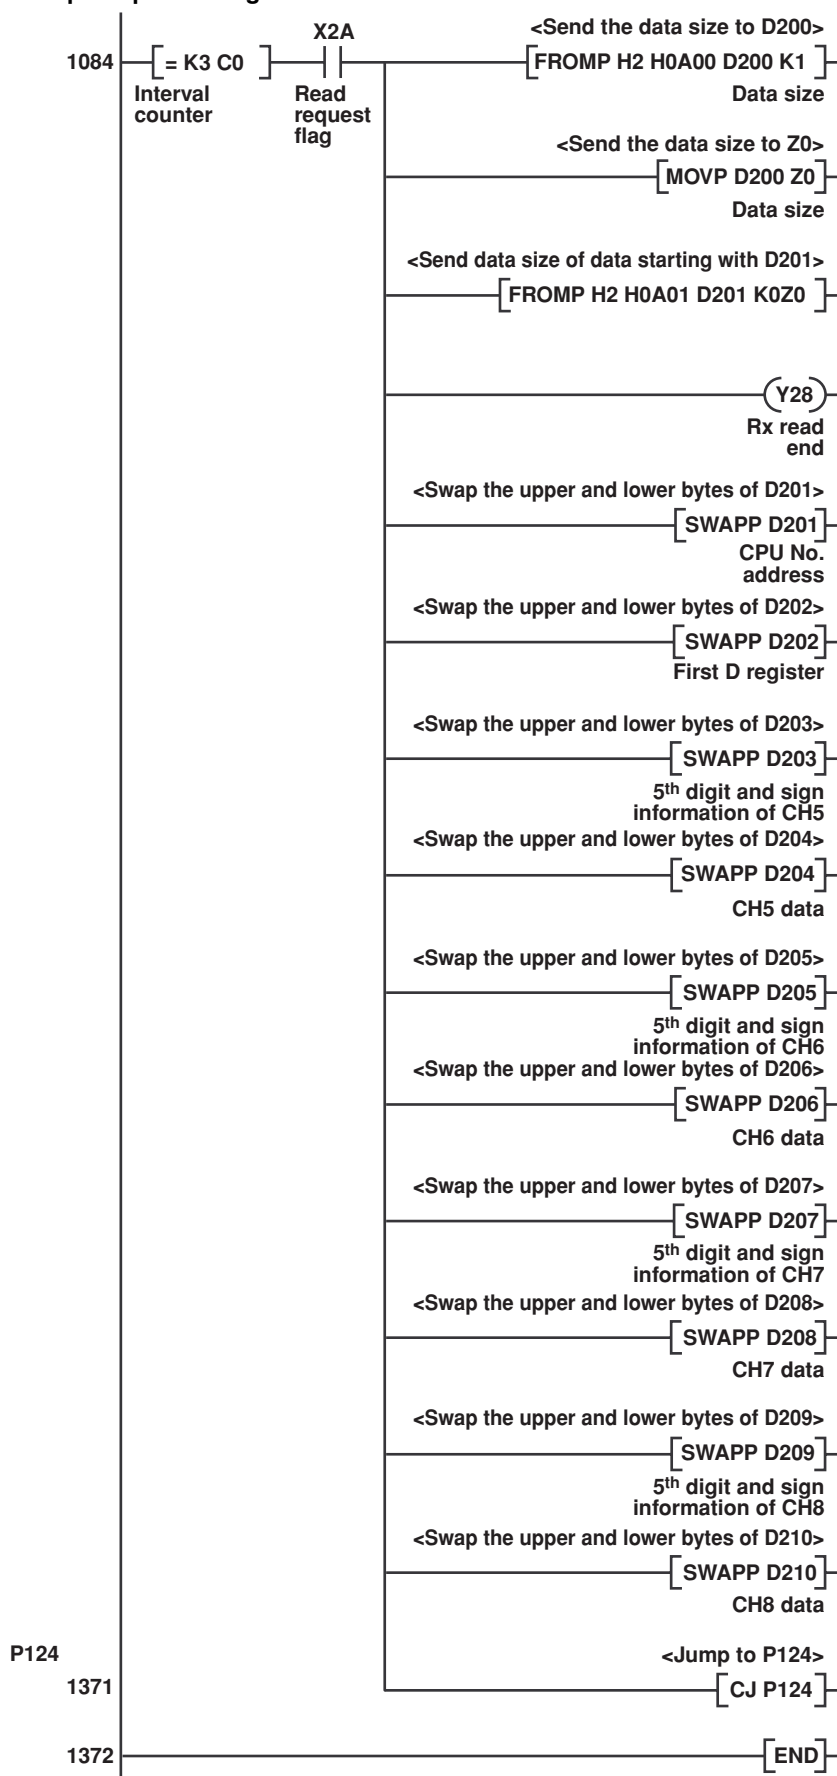 X2A
<Send the data size to D200>
1084 = K3 C0 FROMP H2 H0A00 D200 K1
Interval counter
Read request flag
Data size
<Send the data size to Z0>
MOVP D200 Z0
Data size
<Send data size of data starting with D201>
FROMP H2 H0A01 D201 K0Z0
Y28
Rx read
end
<Swap the upper and lower bytes of D201>
SWAPP D201
CPU No.
address
<Swap the upper and lower bytes of D202>
SWAPP D202
First D register
<Swap the upper and lower bytes of D203>
SWAPP D203
5th digit and sign
information of CH5
<Swap the upper and lower bytes of D204>
SWAPP D204
CH5 data
<Swap the upper and lower bytes of D205>
SWAPP D205
5th digit and sign
information of CH6
<Swap the upper and lower bytes of D206>
SWAPP D206
CH6 data
<Swap the upper and lower bytes of D207>
SWAPP D207
5th digit and sign
information of CH7
<Swap the upper and lower bytes of D208>
SWAPP D208
CH7 data
<Swap the upper and lower bytes of D209>
SWAPP D209
5th digit and sign
information of CH8
<Swap the upper and lower bytes of D210>
SWAPP D210
CH8 data
P124
<Jump to P124>
1371 CJ P124
1372 END